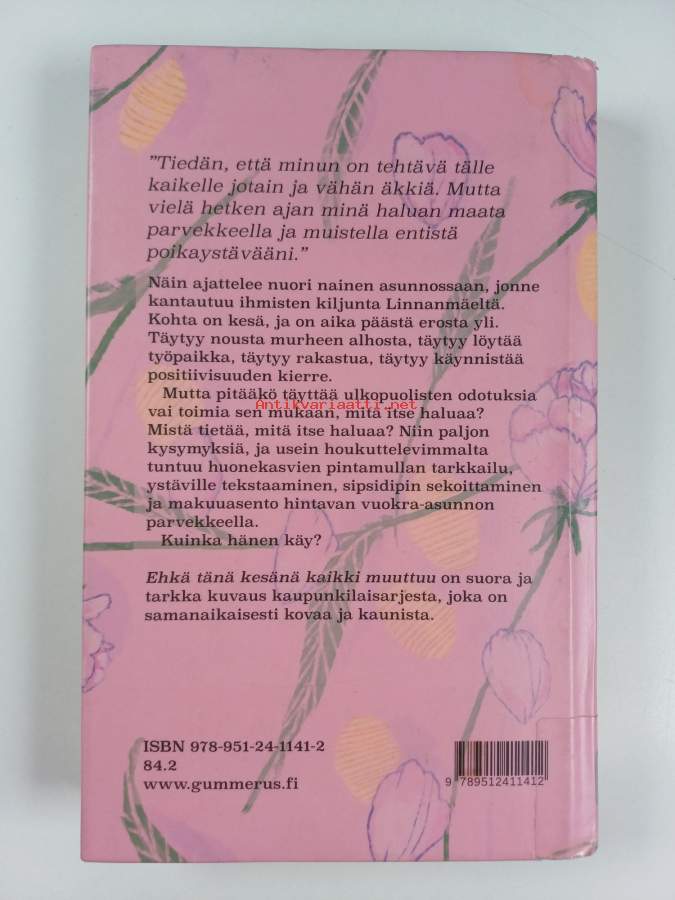 ”Tiedän, että minun on tehtävä tälle
kaikelle jotain ja vähän äkkiä. Mutta
vielä hetken ajan minä haluan maata
parvekkeella ja muistella entistä
poikaystävääni.”
Näin ajattelee nuori nainen asunnossaan, jonne
kantautuu ihmisten kiljunta Linnanmäeltä.
Kohta on kesä, ja on aika päästä erosta yli.
Täytyy nousta murheen alhosta, täytyy löytää
työpaikka, täytyy rakastua, täytyy käynnistää
positiivisuuden kierre.
Mutta pitääkö täyttää ulkopuolisten odotuksia
Antikvariaatti.net
vai toimia sen mukaan, mitä itse haluaa?
Mistä tietää, mitä itse haluaa? Niin paljon
kysymyksiä, ja usein houkuttelevimmalta
tuntuu huonekasvien pintamullan tarkkailu,
ystäville tekstaaminen, sipsidipin sekoittaminen
ja makuuasento hintavan vuokra-asunnon
parvekkeella.
Kuinka hänen käy?
Ehkä tänä kesänä kaikki muuttuu on suora ja
tarkka kuvaus kaupunkilaisarjesta, joka on
samanaikaisesti kovaa ja kaunista.
ISBN 978-951-24-1141-2
84.2
www.gummerus.fi
9 789512 411412